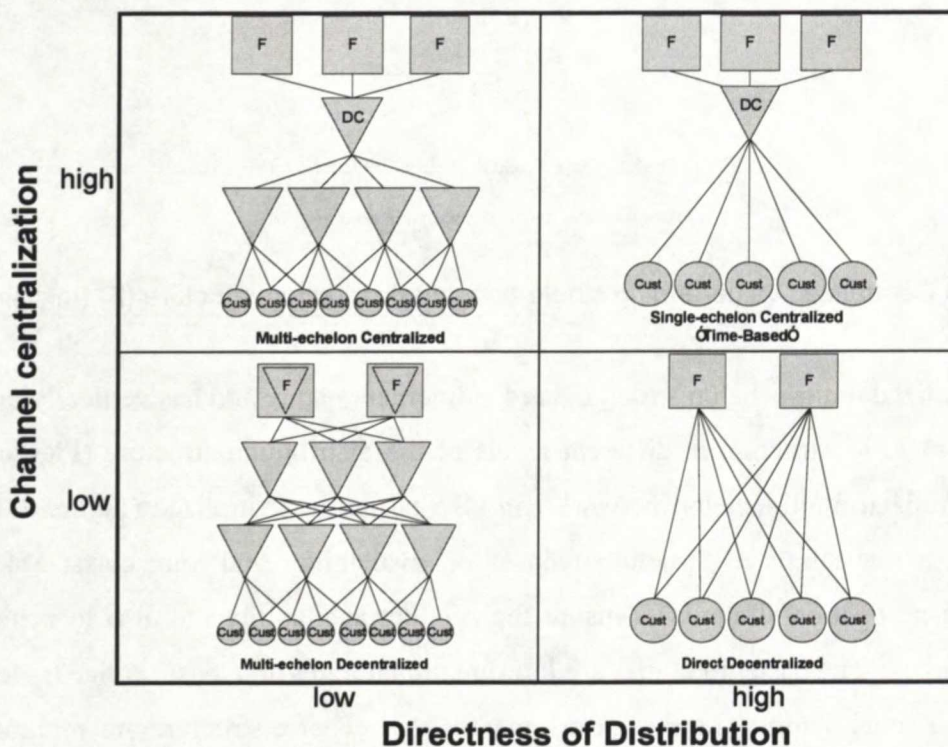 F F F
DC
Cust Cust Cust Cust Cust Cust Cust Cust
Multi-echelon Centralized
F F F
DC
Cust Cust Cust Cust Cust
Single-echelon Centralized
ÓTime-BasedÓ
F F
Cust Cust Cust Cust Cust Cust Cust Cust
Multi-echelon Decentralized
F F
Cust Cust Cust Cust Cust
Direct Decentralized
Channel centralization
high
low
low high
Directness of Distribution